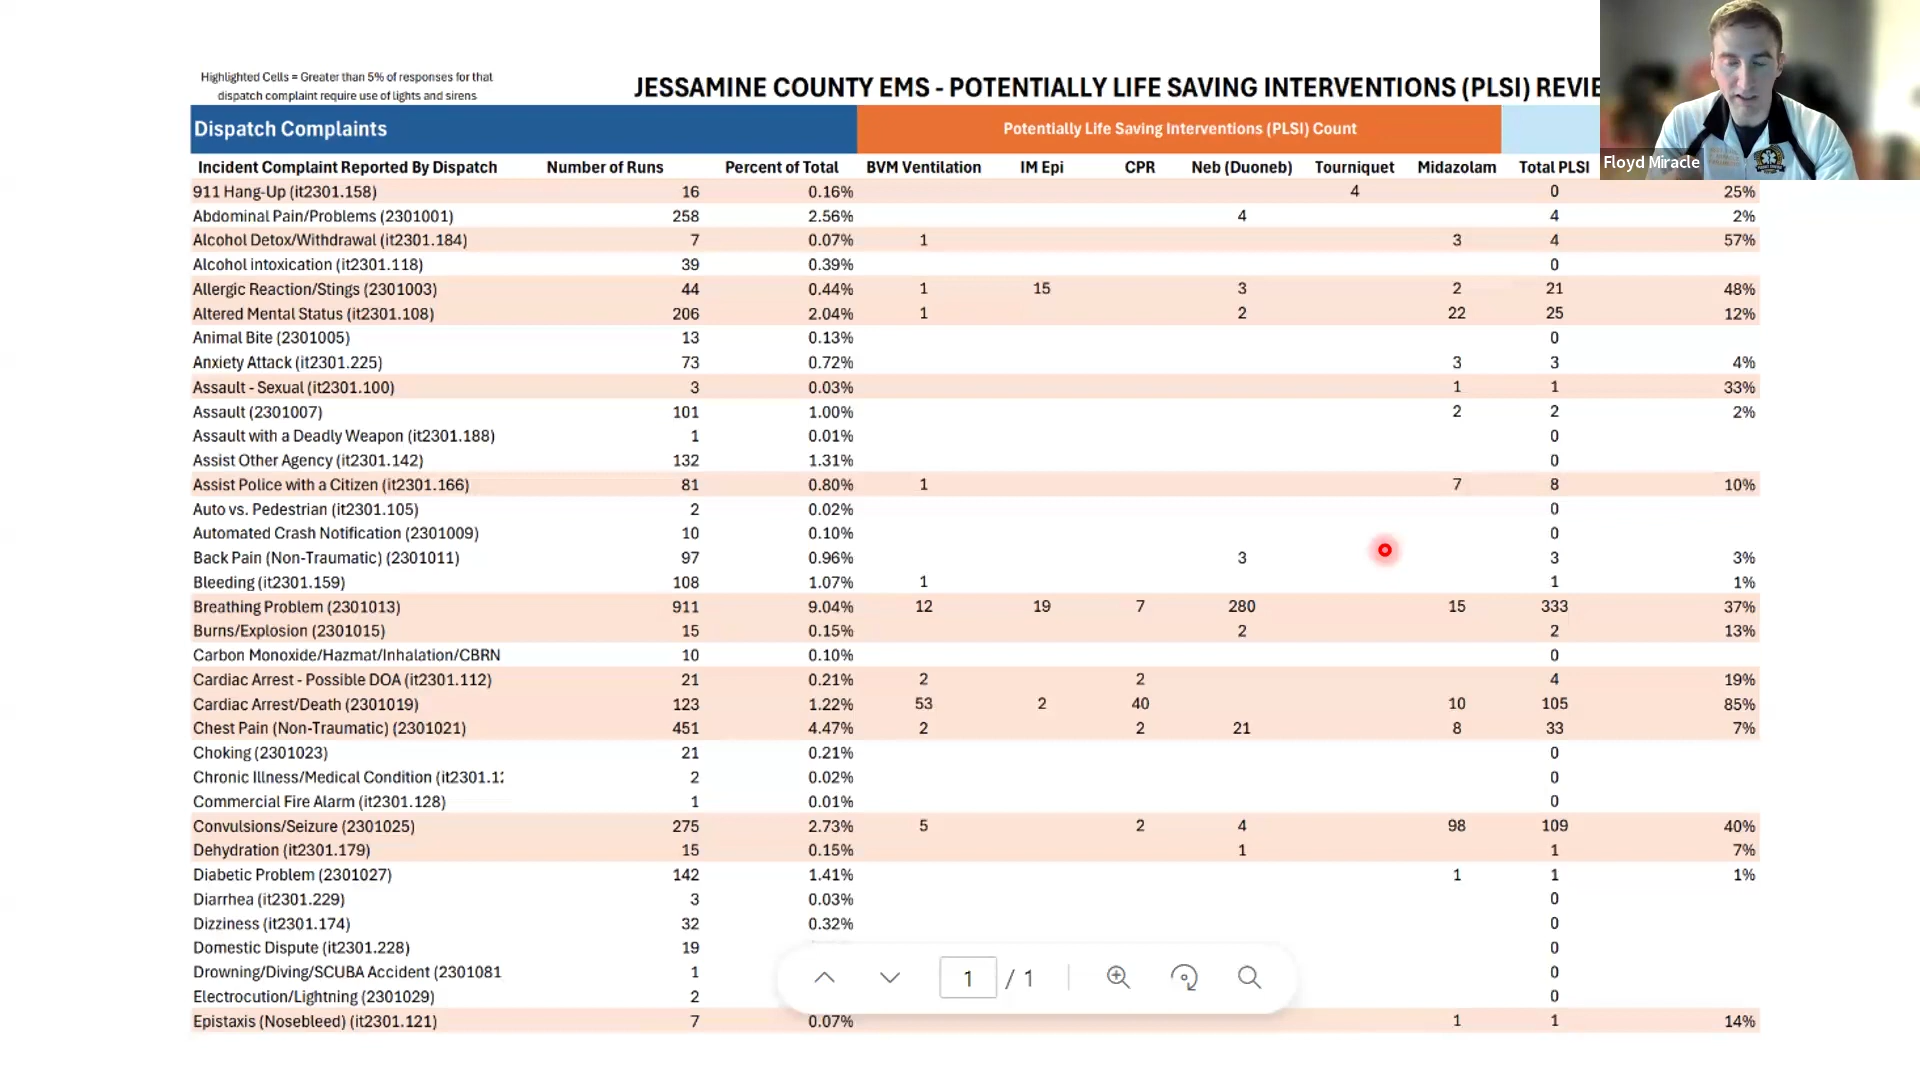 Highlighted Cells = Greater than 5% of responses for that
dispatch complaint require use of lights and sirens
JESSAMINE COUNTY EMS - POTENTIALLY LIFE SAVING INTERVENTIONS (PLSI) REVIE
Floyd Miracle
Dispatch Complaints Potentially Life Saving Interventions (PLSI) Count
Incident Complaint Reported By Dispatch Number of Runs Percent of Total BVM Ventilation IM Epi CPR Neb (Duoneb) Tourniquet Midazolam Total PLSI
911 Hang-Up (it2301.158) 16 0.16% 4 0 25%
Abdominal Pain/Problems (2301001) 258 2.56% 4 4 2%
Alcohol Detox/Withdrawal (it2301.184) 7 0.07% 1 3 4 57%
Alcohol intoxication (it2301.118) 39 0.39% 0
Allergic Reaction/Stings (2301003) 44 0.44% 1 15 3 2 21 48%
Altered Mental Status (it2301.108) 206 2.04% 1 2 22 25 12%
Animal Bite (2301005) 13 0.13% 0
Anxiety Attack (it2301.225) 73 0.72% 3 3 4%
Assault - Sexual (it2301.100) 3 0.03% 1 1 33%
Assault (2301007) 101 1.00% 2 2 2%
Assault with a Deadly Weapon (it2301.188) 1 0.01% 0
Assist Other Agency (it2301.142) 132 1.31% 0
Assist Police with a Citizen (it2301.166) 81 0.80% 1 7 8 10%
Auto vs. Pedestrian (it2301.105) 2 0.02% 0
Automated Crash Notification (2301009) 10 0.10% 0
Back Pain (Non-Traumatic) (2301011) 97 0.96% 3 3 3%
Bleeding (it2301.159) 108 1.07% 1 1 1%
Breathing Problem (2301013) 911 9.04% 12 19 7 280 15 333 37%
Burns/Explosion (2301015) 15 0.15% 2 2 13%
Carbon Monoxide/Hazmat/Inhalation/CBRN 10 0.10% 0
Cardiac Arrest - Possible DOA (it2301.112) 21 0.21% 2 2 4 19%
Cardiac Arrest/Death (2301019) 123 1.22% 53 2 40 10 105 85%
Chest Pain (Non-Traumatic) (2301021) 451 4.47% 2 2 21 8 33 7%
Choking (2301023) 21 0.21% 0
Chronic Illness/Medical Condition (it2301.1 2 0.02% 0
Commercial Fire Alarm (it2301.128) 1 0.01% 0
Convulsions/Seizure (2301025) 275 2.73% 5 2 4 98 109 40%
Dehydration (it2301.179) 15 0.15% 1 1 7%
Diabetic Problem (2301027) 142 1.41% 1 1 1%
Diarrhea (it2301.229) 3 0.03% 0
Dizziness (it2301.174) 32 0.32% 0
Domestic Dispute (it2301.228) 19 0
Drowning/Diving/SCUBA Accident (2301081 1 0
Electrocution/Lightning (2301029) 2 0
1 / 1
Epistaxis (Nosebleed) (it2301.121) 7 0.07% 1 1 14%